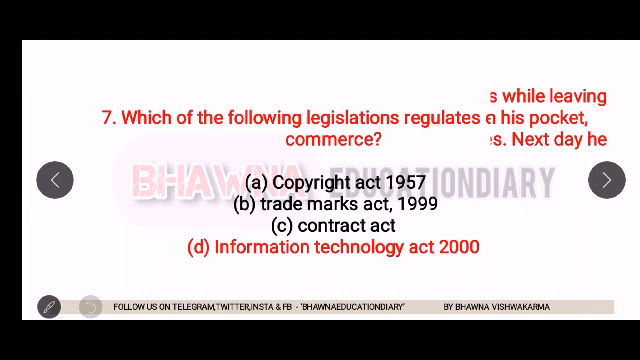 s while leaving
7. Which of the following legislations regulates n his pocket,
commerce? s. Next day he
BHAWNA EDUCATIONDIARY
(a) Copyright act 1957
(b) trade marks act, 1999
(c) contract act
(d) Information technology act 2000
FOLLOW US ON TELEGRAM,TWITTER,INSTA & FB - 'BHAWNAEDUCATIONDIARY' BY BHAWNA VISHWAKARMA